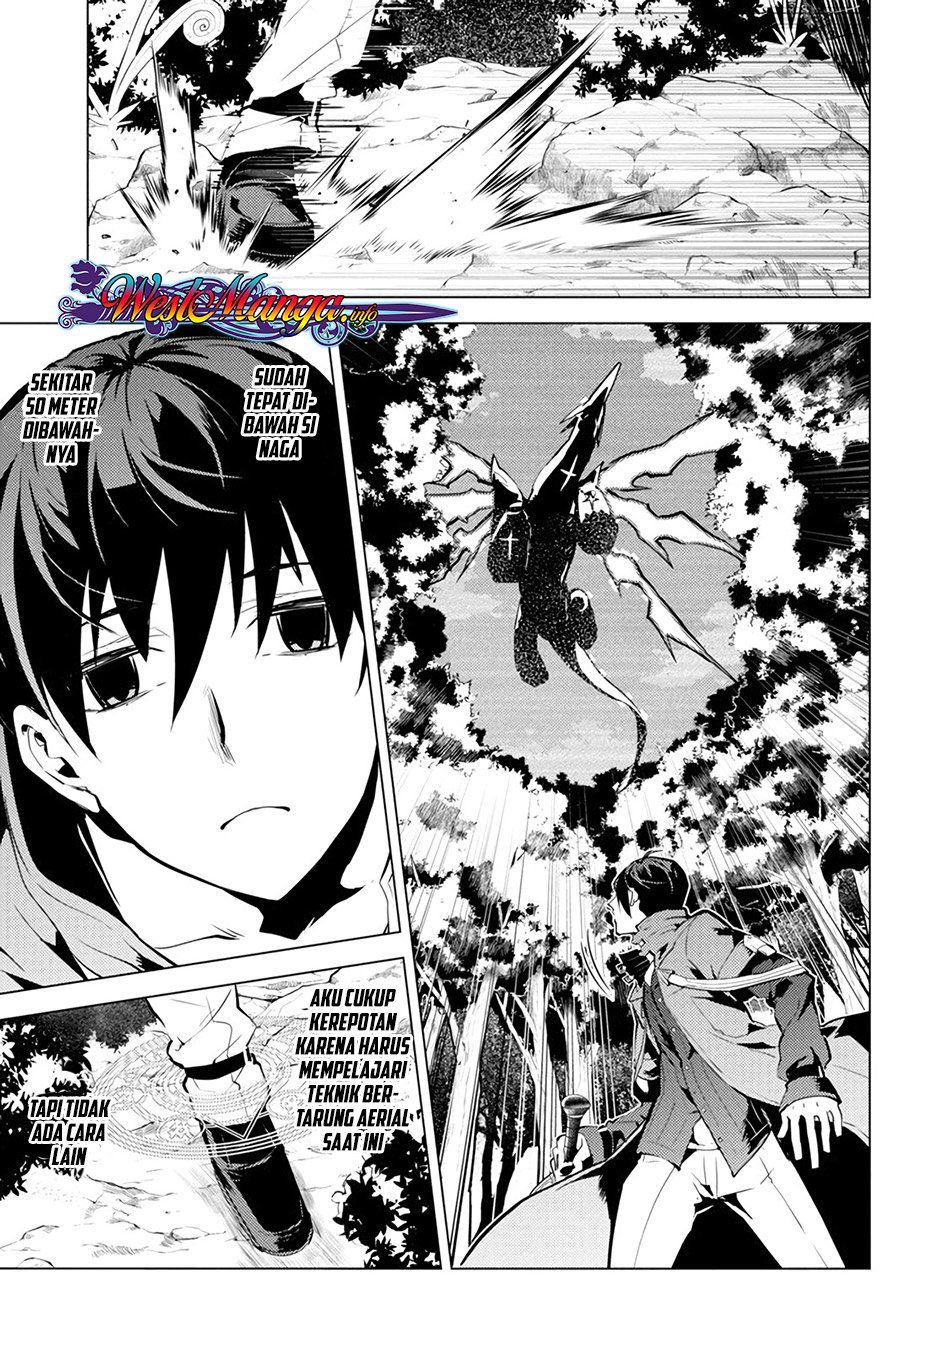 WestManga.info
SUDAH
TEPAT DI-
BAWAH SI
NAGA
SEKITAR
50 METER
DIBAWAH-
NYA
AKU CUKUP
KEREPOTAN
KARENA HARUS
MEMPELAJARI
TEKNIK BER-
TARUNG AERIAL
SAAT INI
TAPI TIDAK
ADA CARA
LAIN